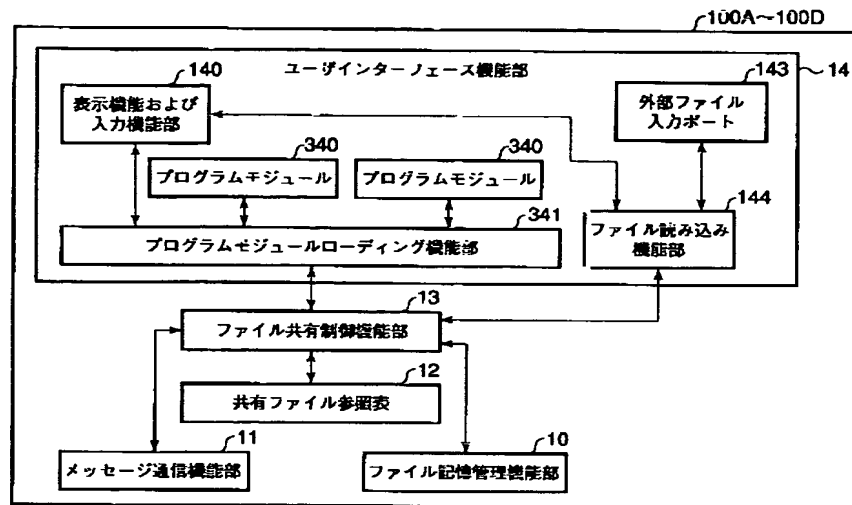 100A~100D
ユーザインターフェース機能部
14
140
表示機能および
入力機能部
143
外部ファイル
入力ポート
340
プログラムモジュール
340
プログラムモジュール
144
ファイル読み込み
機能部
341
プログラムモジュールローディング機能部
13
ファイル共有制御機能部
12
共有ファイル参照表
11
メッセージ通信機能部
10
ファイル記憶管理機能部